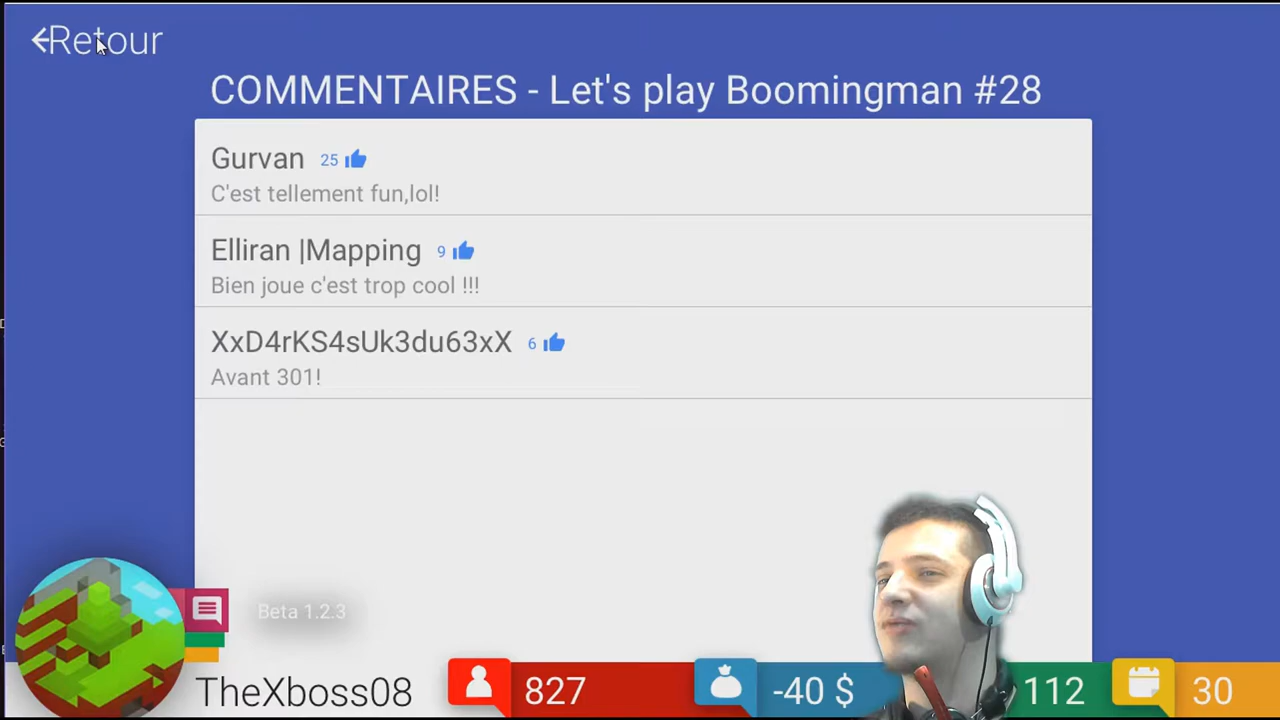 Retour
COMMENTAIRES - Let's play Boomingman #28
Gurvan 25
C'est tellement fun,lol!
Elliran |Mapping 9
Bien joue c'est trop cool !!!
XxD4rKS4sUk3du63xX 6
Avant 301!
Beta 1.2.3
TheXboss08 827 -40 $ 112 30